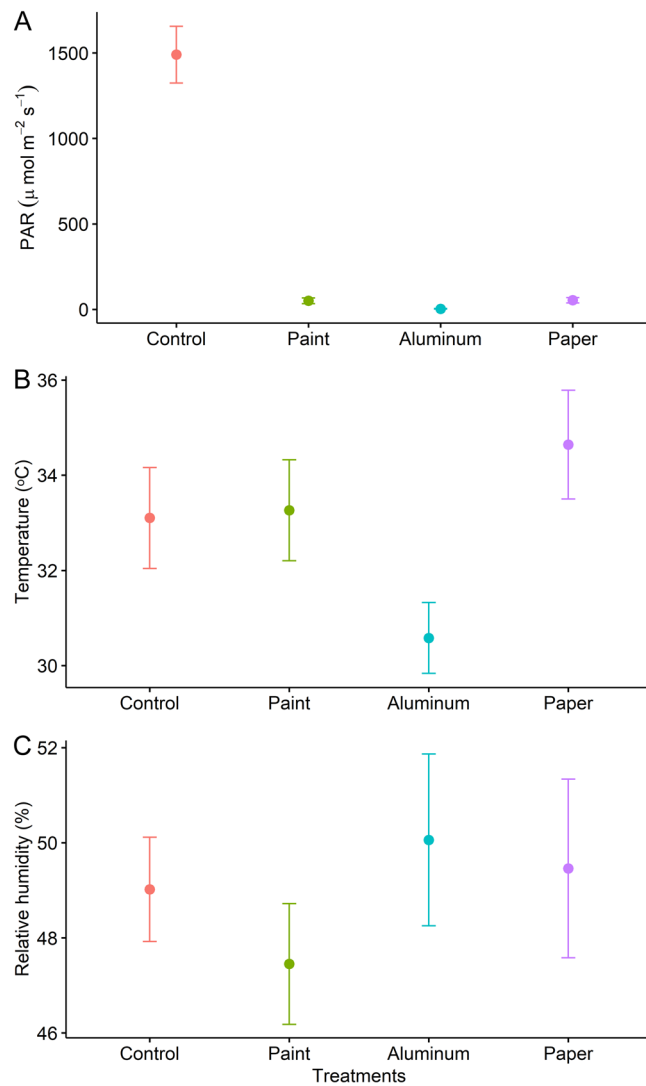 A
PAR (μ mol m⁻² s⁻¹)
1500
1000
500
0
Control Paint Aluminum Paper
B
Temperature (ºC)
36
34
32
30
Control Paint Aluminum Paper
C
Relative humidity (%)
52
50
48
46
Control Paint Aluminum Paper
Treatments